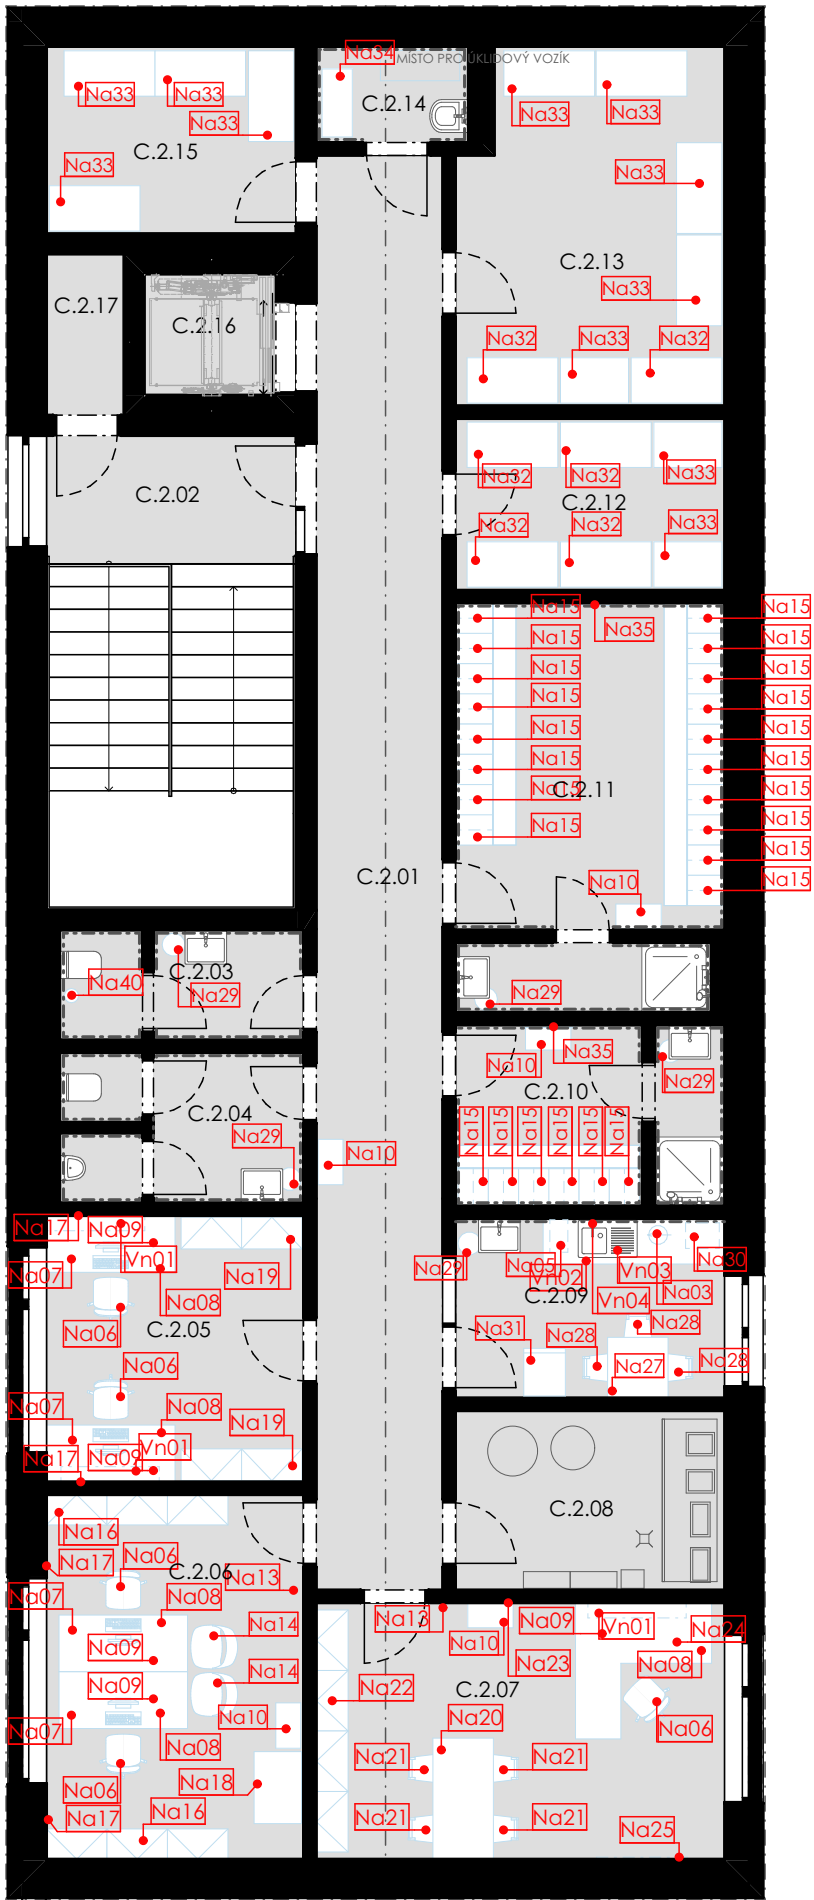 Na34
MÍSTO PRO ÚKLIDOVÝ VOZÍK
Na33
Na33
Na33
C.2.14
Na33
Na33
C.2.15
Na33
Na33
C.2.13
Na33
C.2.17
C.2.16
Na32
Na33
Na32
C.2.02
Na32
Na32
Na33
C.2.12
Na32
Na32
Na33
Na15
Na35
Na15
Na15
Na15
Na15
Na15
Na15
Na15
Na15
Na15
Na15
Na15
Na15
Na15
C.2.11
Na15
Na15
Na15
Na15
Na15
C.2.01
Na10
C.2.03
Na40
Na29
Na29
Na10
Na35
Na29
C.2.10
C.2.04
Na29
Na15
Na15
Na15
Na15
Na15
Na15
Na10
Na17
Na09
Vn01
Na07
Na08
Na19
C.2.05
Na06
Na06
Na07
Na08
Na19
Vn01
Na09
Na17
Na29
Na05
Vn02
Vn03
Na30
C.2.09
Vn04
Na03
Na31
Na28
Na28
Na27
Na28
C.2.08
Na16
Na17
Na06
C.2.06
Na13
Na07
Na08
Na14
Na09
Na14
Na09
Na10
Na07
Na08
Na06
Na18
Na17
Na16
Na13
Na10
Na09
Vn01
Na24
Na23
Na08
C.2.07
Na22
Na20
Na06
Na21
Na21
Na21
Na21
Na25